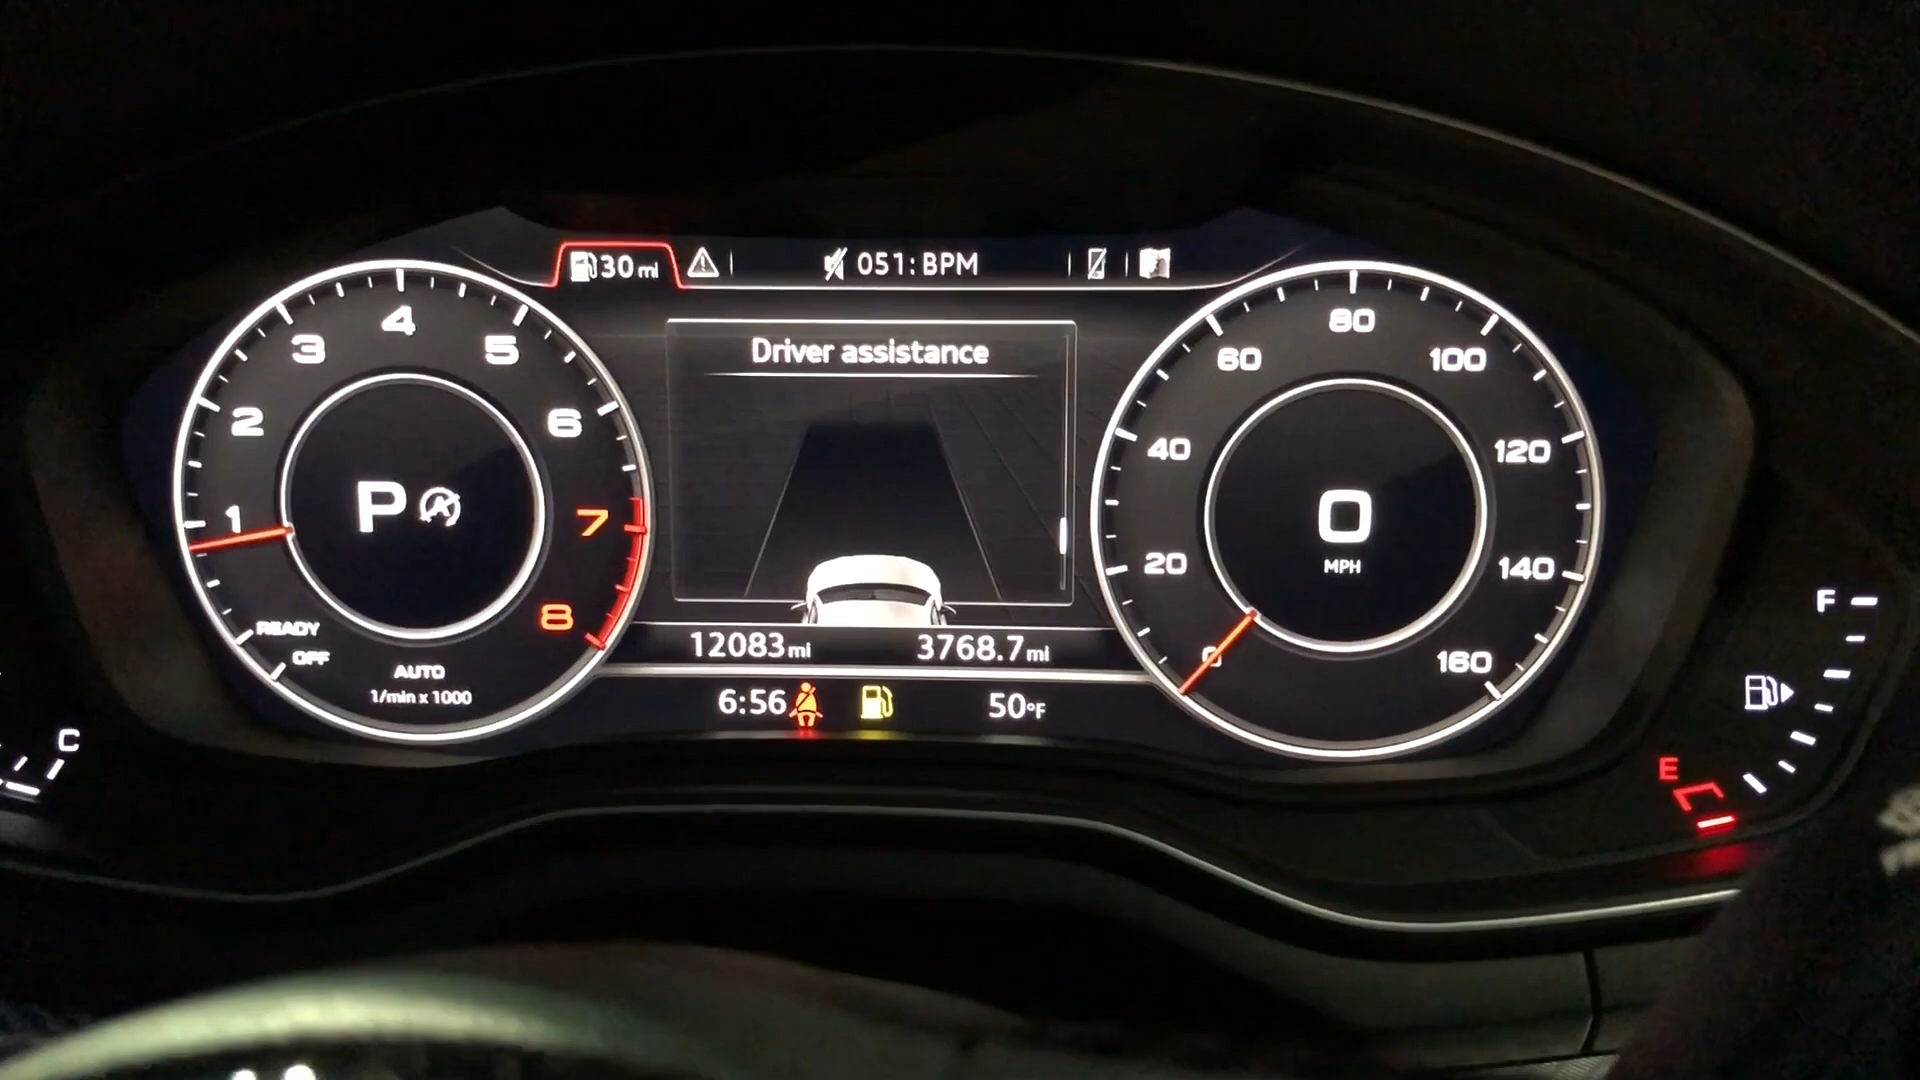 30 mi
051: BPM
Driver assistance
1
2
3
4
5
6
7
8
READY
OFF
AUTO
1/min x 1000
P
A
12083 mi
3768.7 mi
6:56
50°F
0
20
40
60
80
100
120
140
160
0
MPH
C
F
E